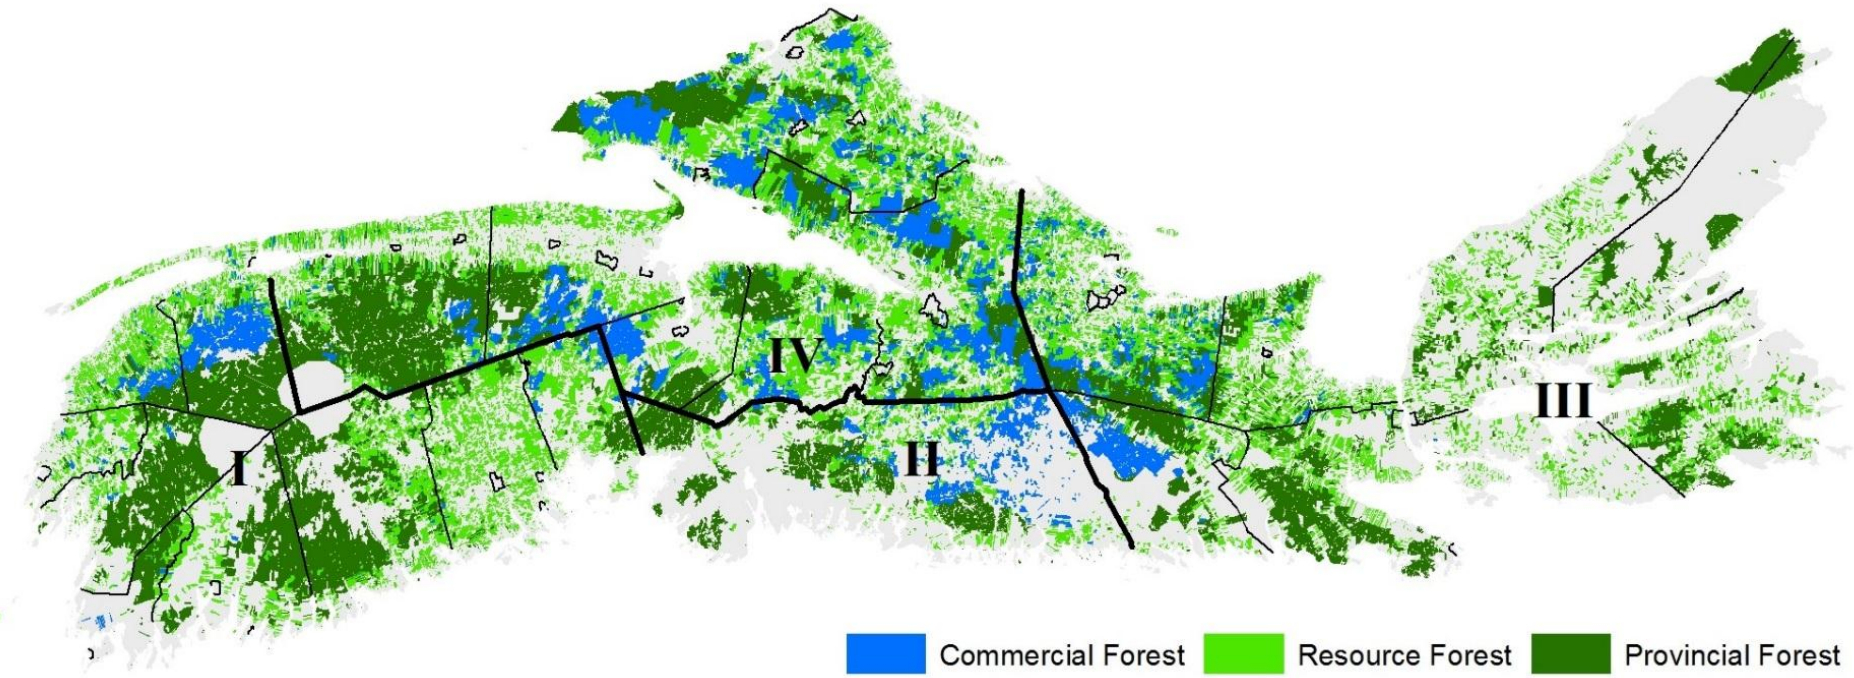 IV
III
I
II
Commercial Forest
Resource Forest
Provincial Forest